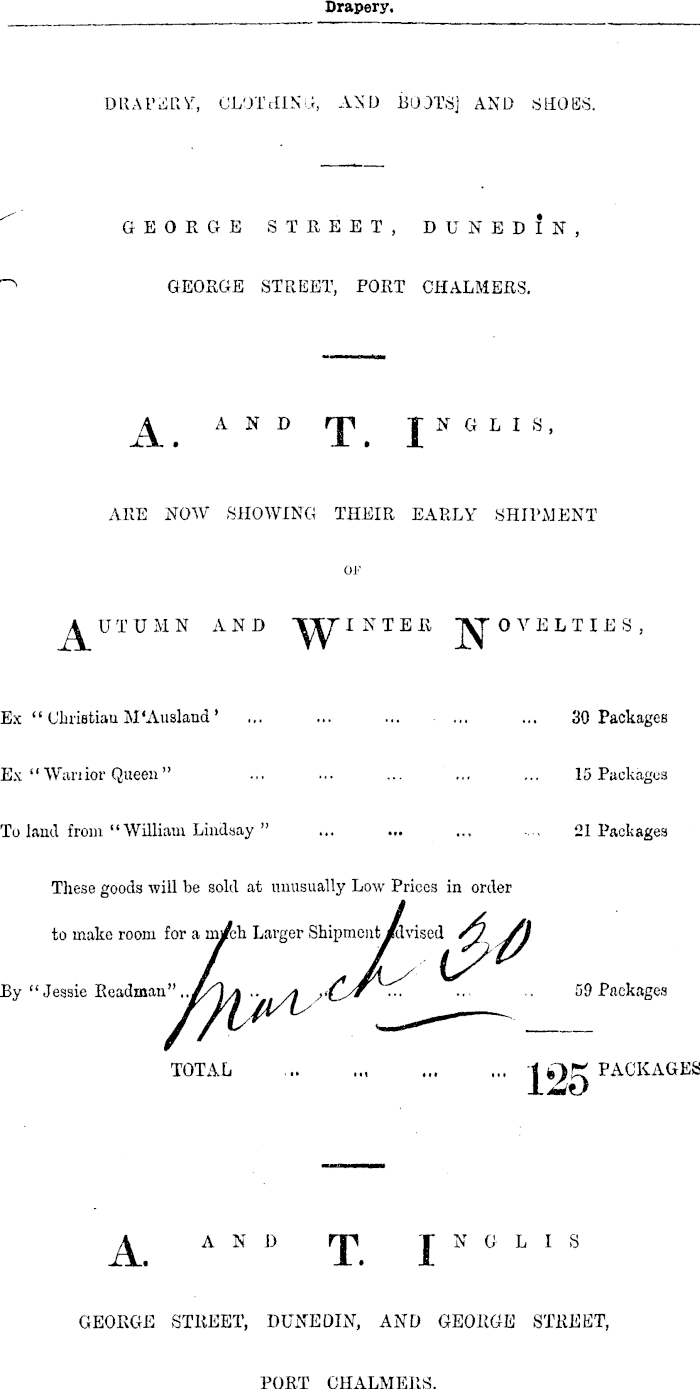 Drapery.
DRAPERY, CLOTHING, AND BOOTS] AND SHOES.
GEORGE STREET, DUNEDIN,
GEORGE STREET, PORT CHALMERS.
A. AND T. INGLIS,
ARE NOW SHOWING THEIR EARLY SHIPMENT
OF
AUTUMN AND WINTER NOVELTIES,
Ex "Christian M'Ausland' ... ... ... ... ... 30 Packages
Ex "Warrior Queen" ... ... ... ... ... 15 Packages
To land from "William Lindsay" ... ... ... ... 21 Packages
These goods will be sold at unusually Low Prices in order
to make room for a much Larger Shipment advised
March 30
By "Jessie Readman".. .. .. ... ... .. 59 Packages
TOTAL .. ... ... ... 125 PACKAGES
A. AND T. INGLIS
GEORGE STREET, DUNEDIN, AND GEORGE STREET,
PORT CHALMERS.